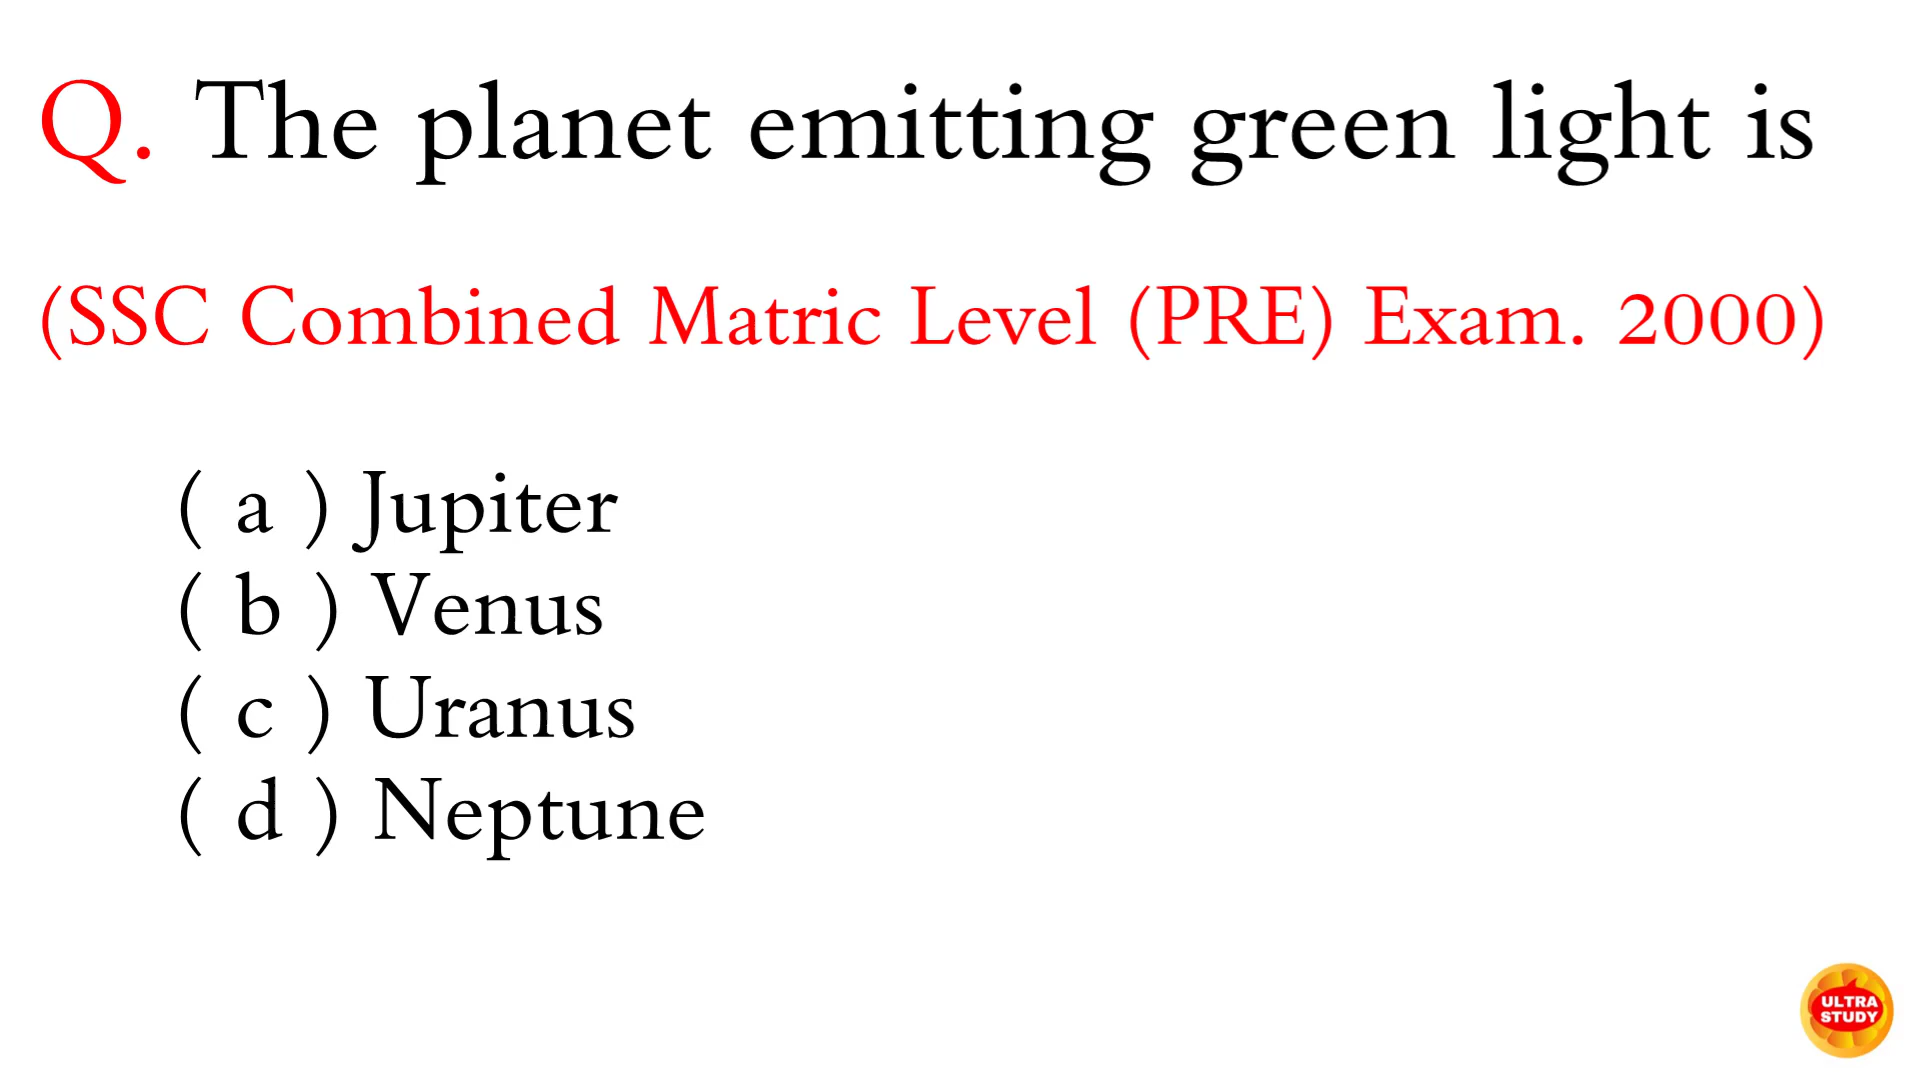 Q. The planet emitting green light is
(SSC Combined Matric Level (PRE) Exam. 2000)
( a ) Jupiter
( b ) Venus
( c ) Uranus
( d ) Neptune
ULTRA
STUDY